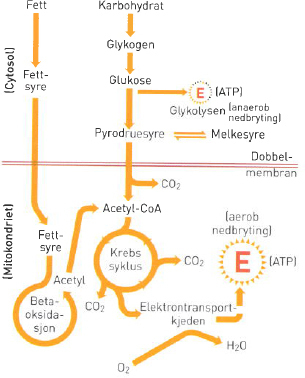 Fett
Karbohydrat
(Cytosol)
Glykogen
Fett-
syre
Glukose
E (ATP)
Glykolysen (anaerob
nedbryting)
Pyrodruesyre
Melkesyre
Dobbel-
membran
CO2
(Mitokondriet)
Acetyl-CoA
Fett-
syre
(aerob
nedbryting)
Krebs
syklus
CO2
E (ATP)
Acetyl
Beta-
oksida-
sjon
CO2
Elektrontransport-
kjeden
H2O
O2